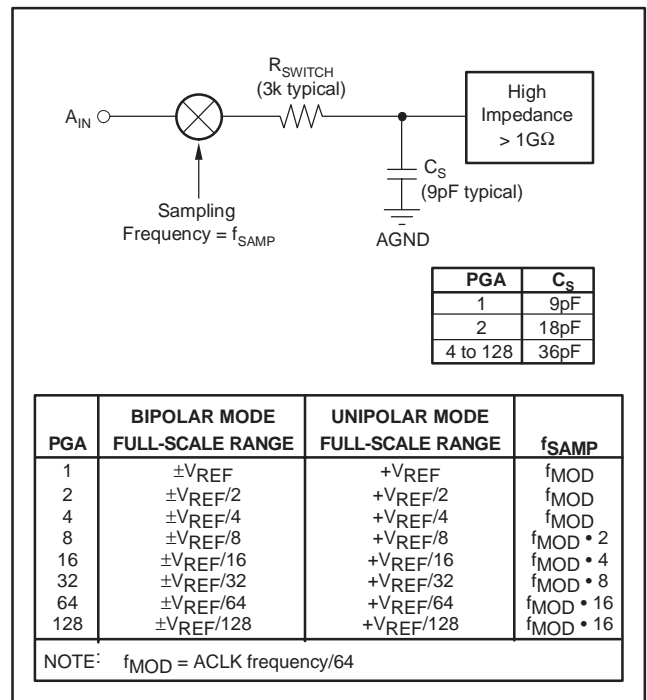 R_SWITCH
(3k typical)
A_IN
High
Impedance
> 1GΩ
C_S
(9pF typical)
Sampling
Frequency = f_SAMP
AGND
PGA C_S
1 9pF
2 18pF
4 to 128 36pF
BIPOLAR MODE UNIPOLAR MODE
PGA FULL-SCALE RANGE FULL-SCALE RANGE f_SAMP
1 ±V_REF +V_REF f_MOD
2 ±V_REF/2 +V_REF/2 f_MOD
4 ±V_REF/4 +V_REF/4 f_MOD
8 ±V_REF/8 +V_REF/8 f_MOD • 2
16 ±V_REF/16 +V_REF/16 f_MOD • 4
32 ±V_REF/32 +V_REF/32 f_MOD • 8
64 ±V_REF/64 +V_REF/64 f_MOD • 16
128 ±V_REF/128 +V_REF/128 f_MOD • 16
NOTE: f_MOD = ACLK frequency/64